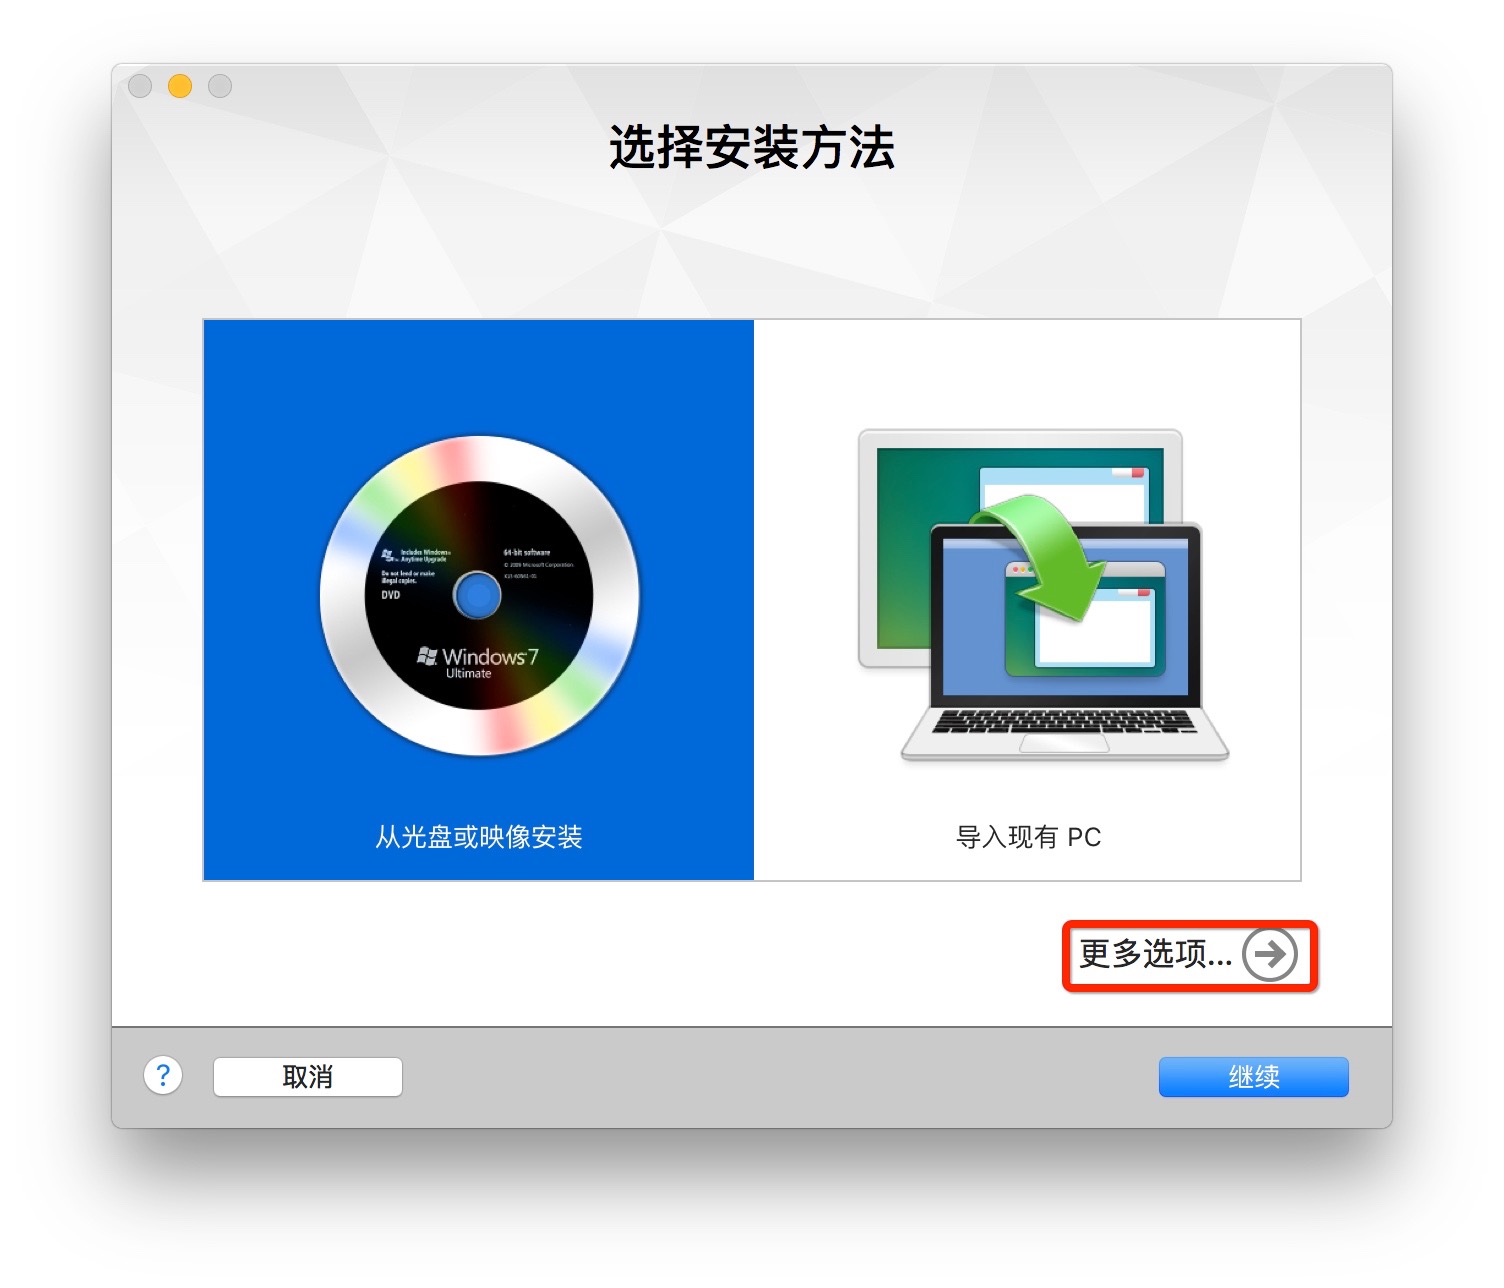 选择安装方法
Includes Windows®
Anytime Upgrade
Do not lend or make
illegal copies.
DVD
64-bit software
© 2009 Microsoft Corporation.
Windows 7
Ultimate
从光盘或映像安装
导入现有 PC
更多选项...
?
取消
继续